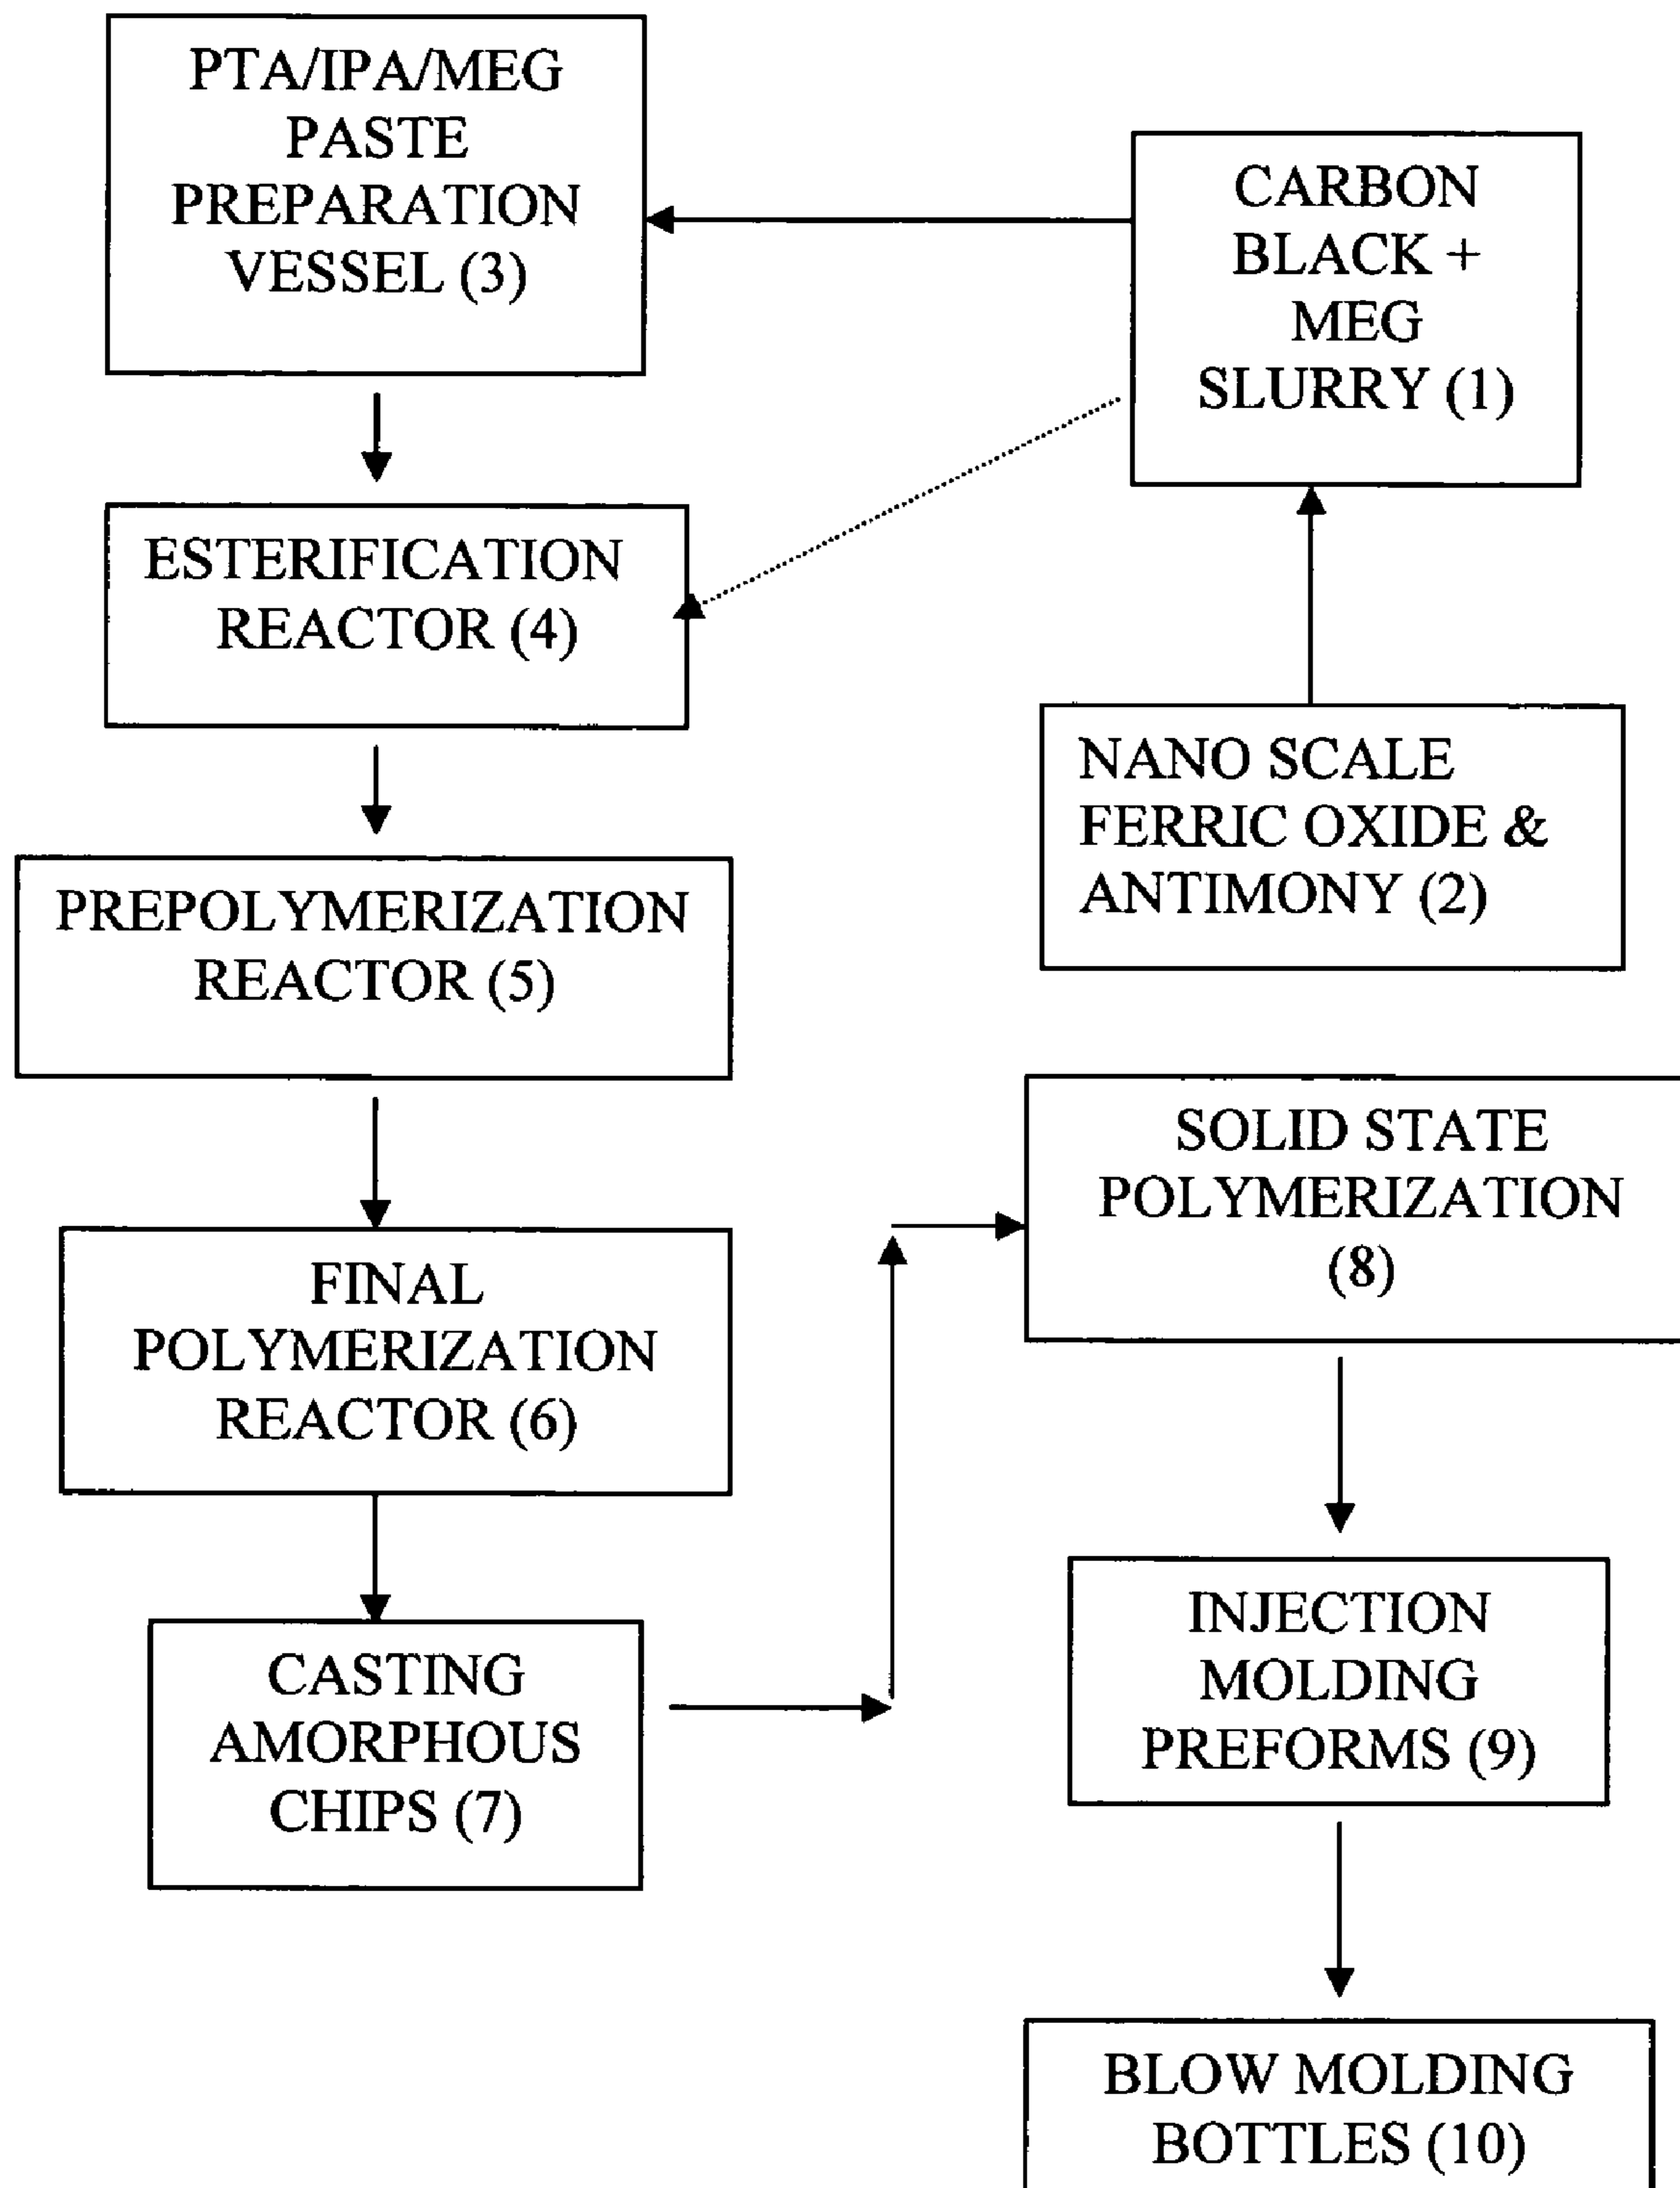 PTA/IPA/MEG
PASTE
PREPARATION
VESSEL (3)
CARBON
BLACK +
MEG
SLURRY (1)
ESTERIFICATION
REACTOR (4)
NANO SCALE
FERRIC OXIDE &
ANTIMONY (2)
PREPOLYMERIZATION
REACTOR (5)
SOLID STATE
POLYMERIZATION
(8)
FINAL
POLYMERIZATION
REACTOR (6)
INJECTION
MOLDING
PREFORMS (9)
CASTING
AMORPHOUS
CHIPS (7)
BLOW MOLDING
BOTTLES (10)